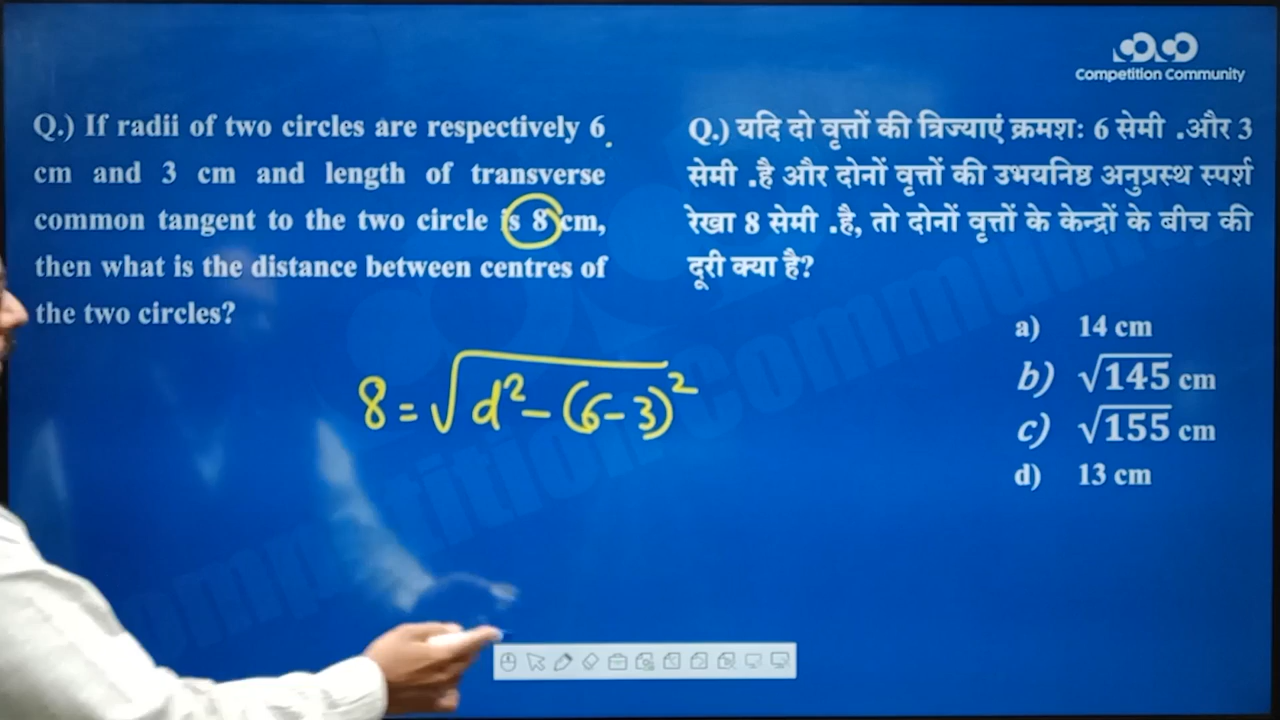 Competition Community
Q.) If radii of two circles are respectively 6
cm and 3 cm and length of transverse
common tangent to the two circle is 8 cm,
then what is the distance between centres of
the two circles?
Q.) यदि दो वृत्तों की त्रिज्याएं क्रमश: 6 सेमी .और 3
सेमी .है और दोनों वृत्तों की उभयनिष्ठ अनुप्रस्थ स्पर्श
रेखा 8 सेमी .है, तो दोनों वृत्तों के केन्द्रों के बीच की
दूरी क्या है?
a) 14 cm
b) √145 cm
c) √155 cm
d) 13 cm
8 = √d² - (6-3)²
Competition Community